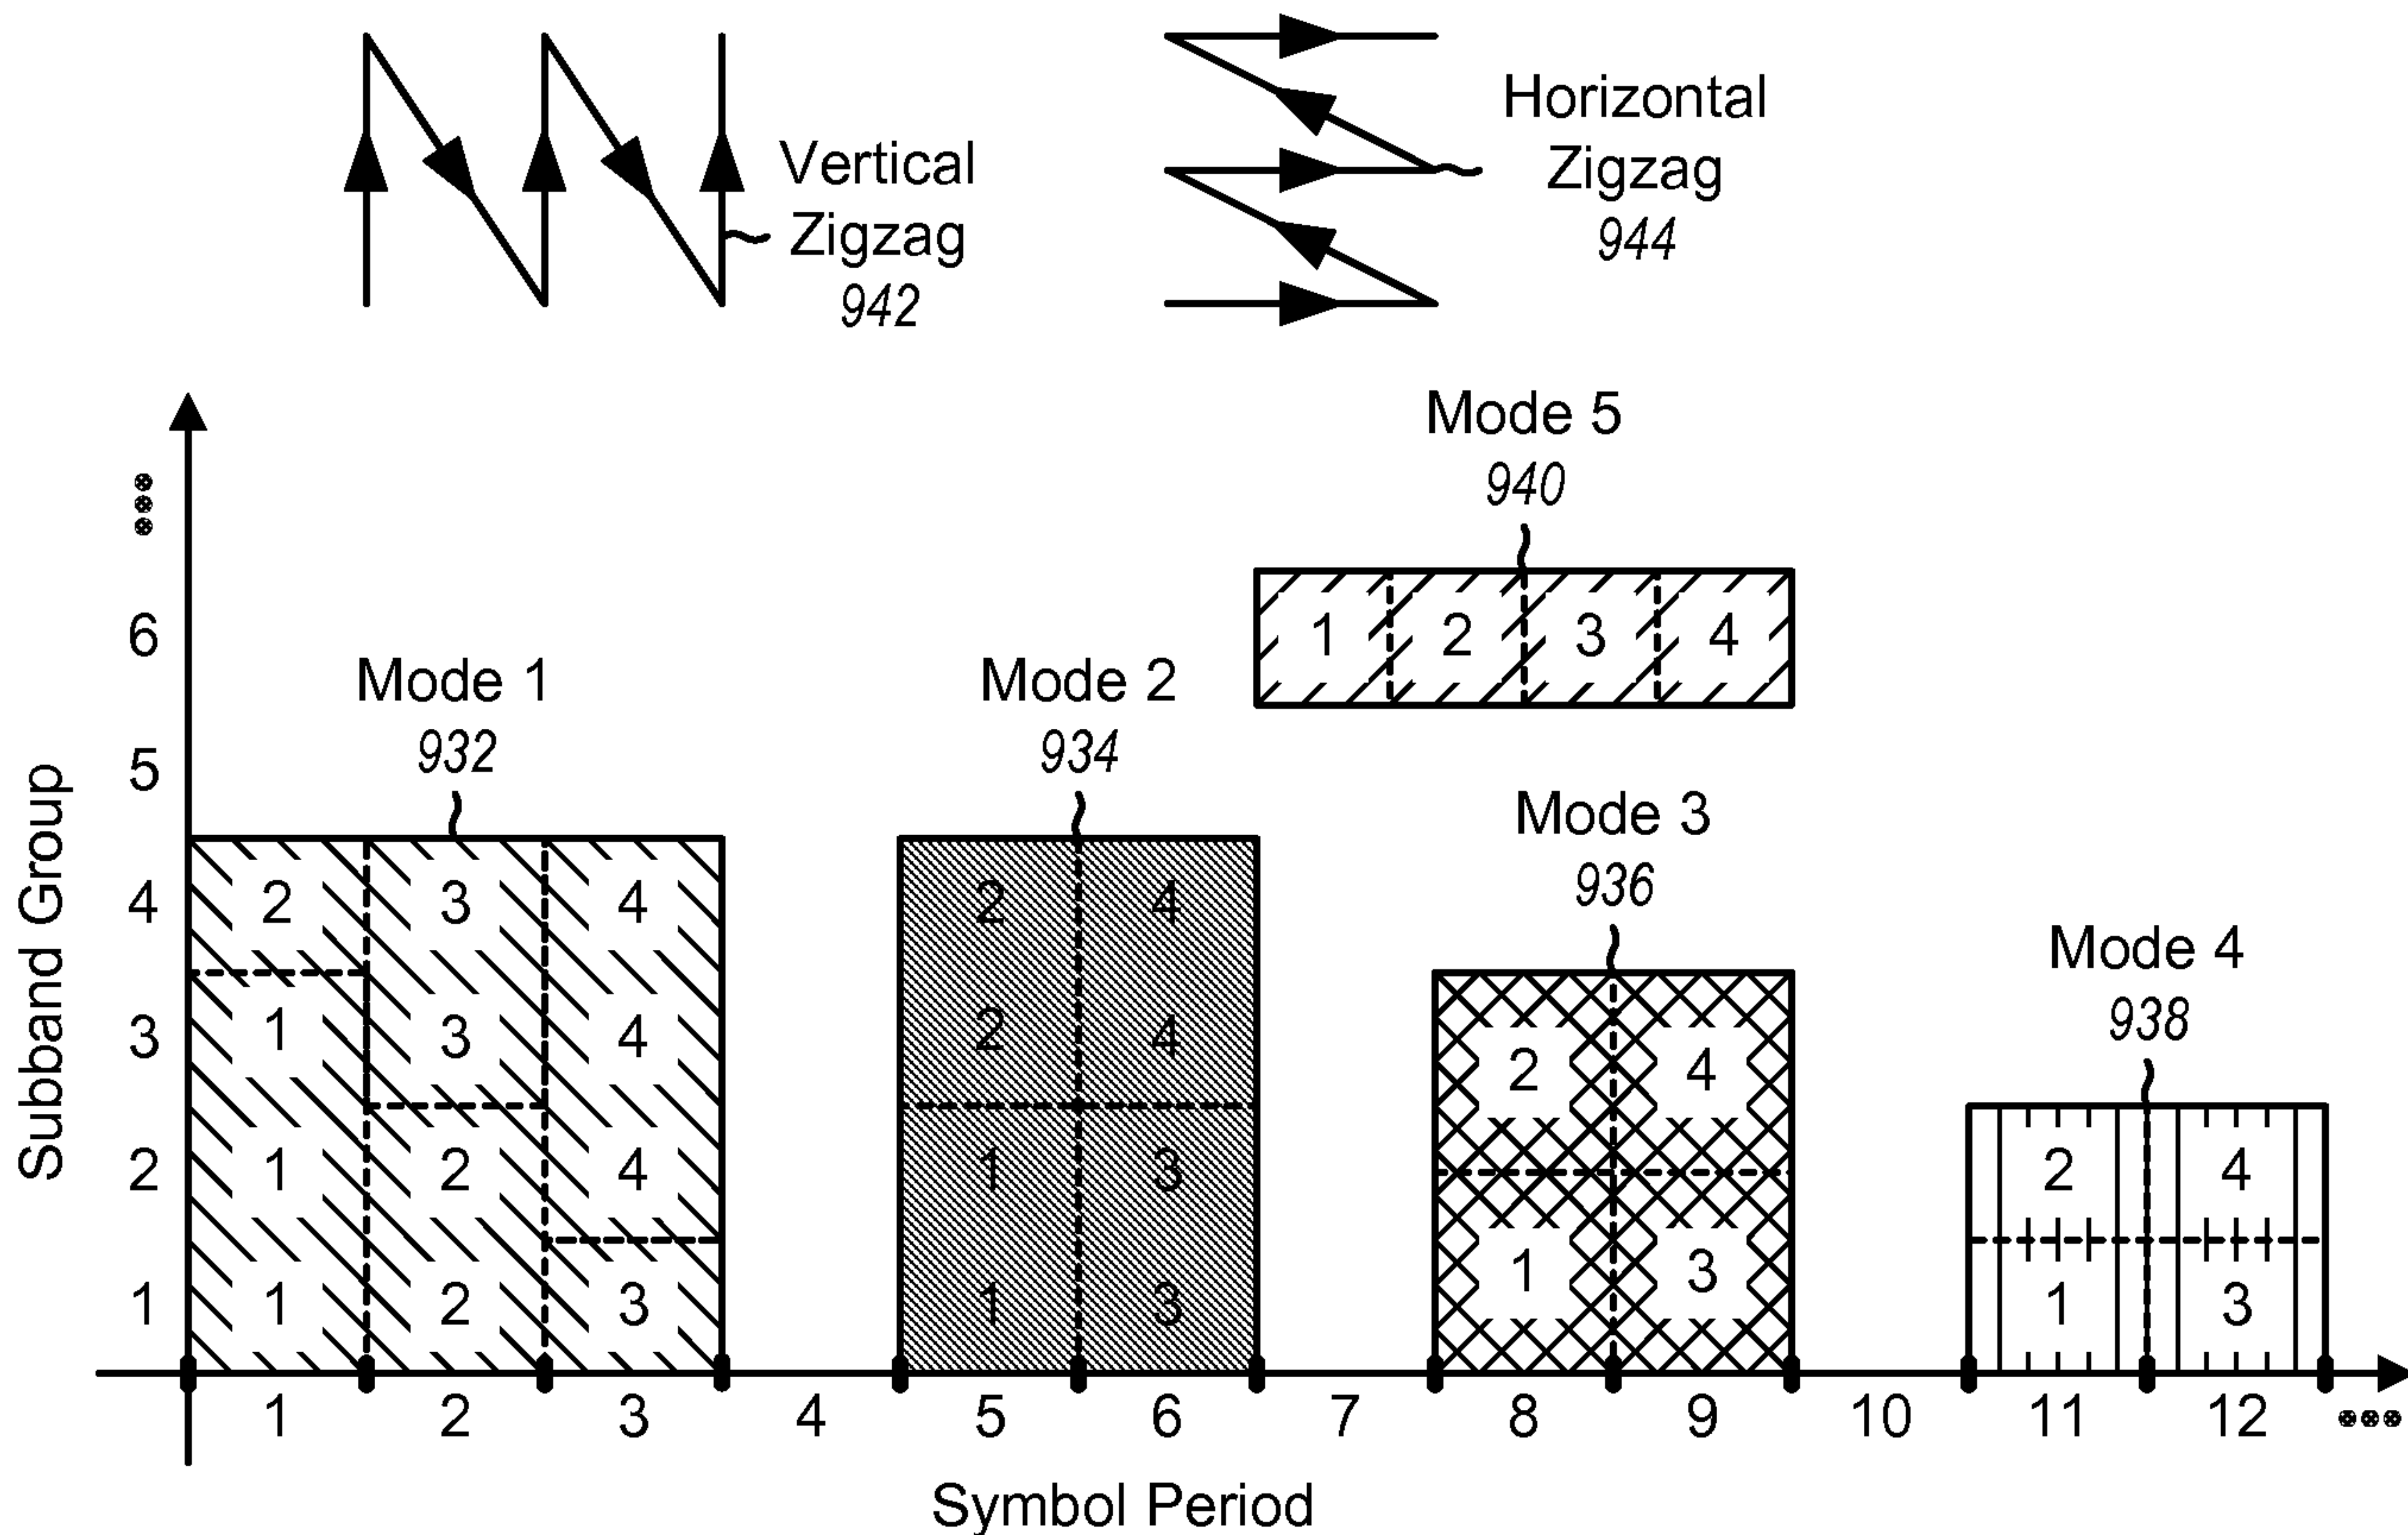 Vertical
Zigzag
942
Horizontal
Zigzag
944
Mode 5
940
6 1 2 3 4
Mode 1
932
Mode 2
934
5
Mode 3
936
4 2 3 4 2 4
Mode 4
938
3 1 3 4 2 4
2 4
2 1 2 4 1 3
2 4
1 3
1 1 2 3 1 3
1 3
Subband Group
1 2 3 4 5 6 7 8 9 10 11 12
Symbol Period